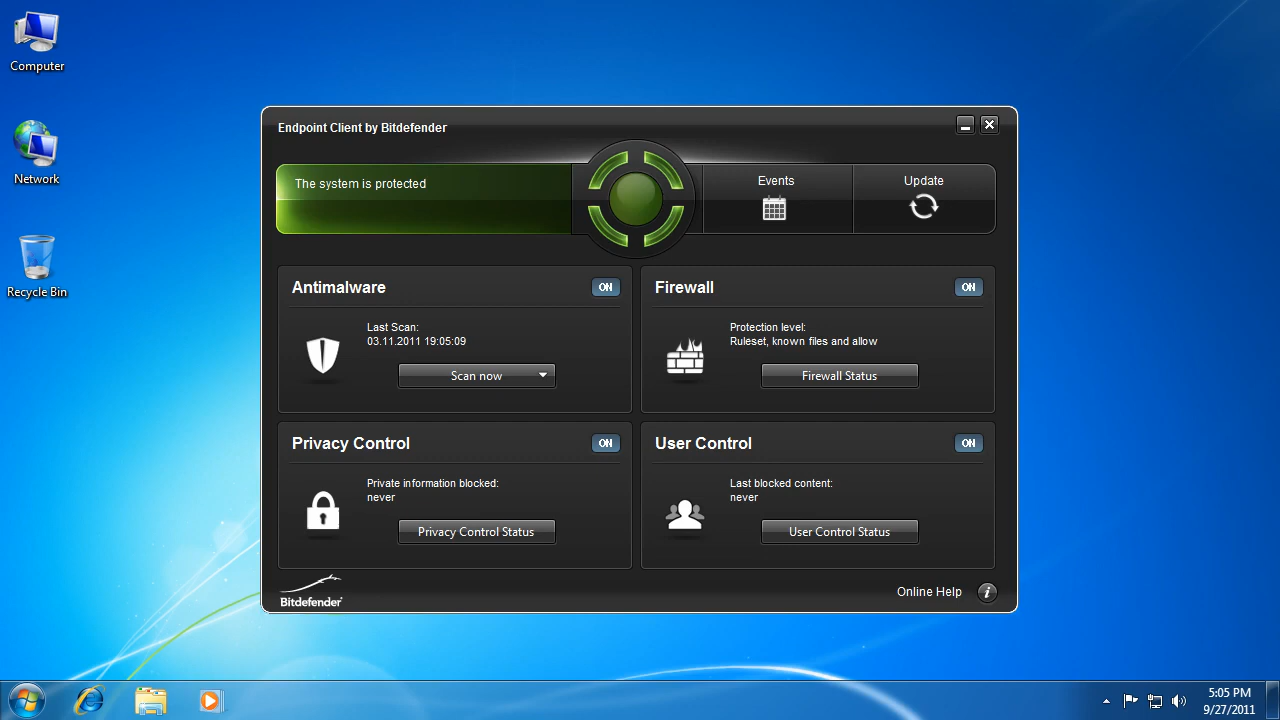 Computer
Network
Recycle Bin
Endpoint Client by Bitdefender
The system is protected
Events
Update
Antimalware
ON
Last Scan:
03.11.2011 19:05:09
Scan now
Firewall
ON
Protection level:
Ruleset, known files and allow
Firewall Status
Privacy Control
ON
Private information blocked:
never
Privacy Control Status
User Control
ON
Last blocked content:
never
User Control Status
Bitdefender
Online Help
i
5:05 PM
9/27/2011